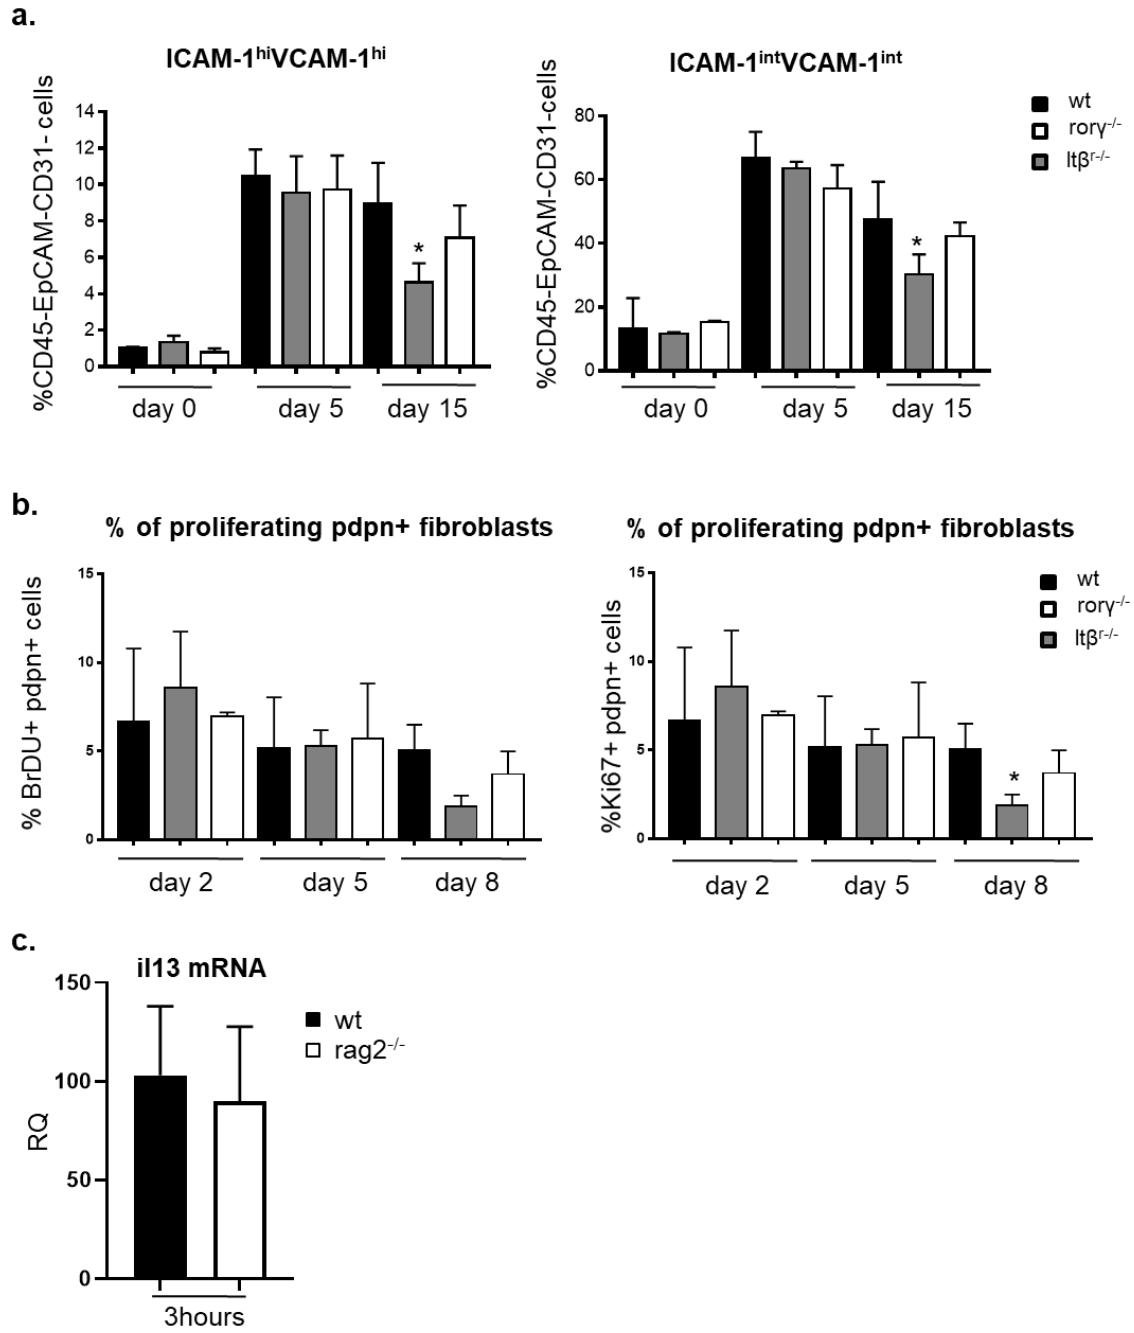 a.
ICAM-1hiVCAM-1hi
%CD45-EpCAM-CD31- cells
14
12
10
8
6
4
2
0
*
day 0
day 5
day 15
ICAM-1intVCAM-1int
%CD45-EpCAM-CD31-cells
80
60
40
20
0
*
day 0
day 5
day 15
wt
rorγ-/-
ltβr-/-
b.
% of proliferating pdpn+ fibroblasts
% BrDU+ pdpn+ cells
15
10
5
0
day 2
day 5
day 8
% of proliferating pdpn+ fibroblasts
%Ki67+ pdpn+ cells
15
10
5
0
*
day 2
day 5
day 8
wt
rorγ-/-
ltβr-/-
c.
il13 mRNA
RQ
150
100
50
0
3hours
wt
rag2-/-